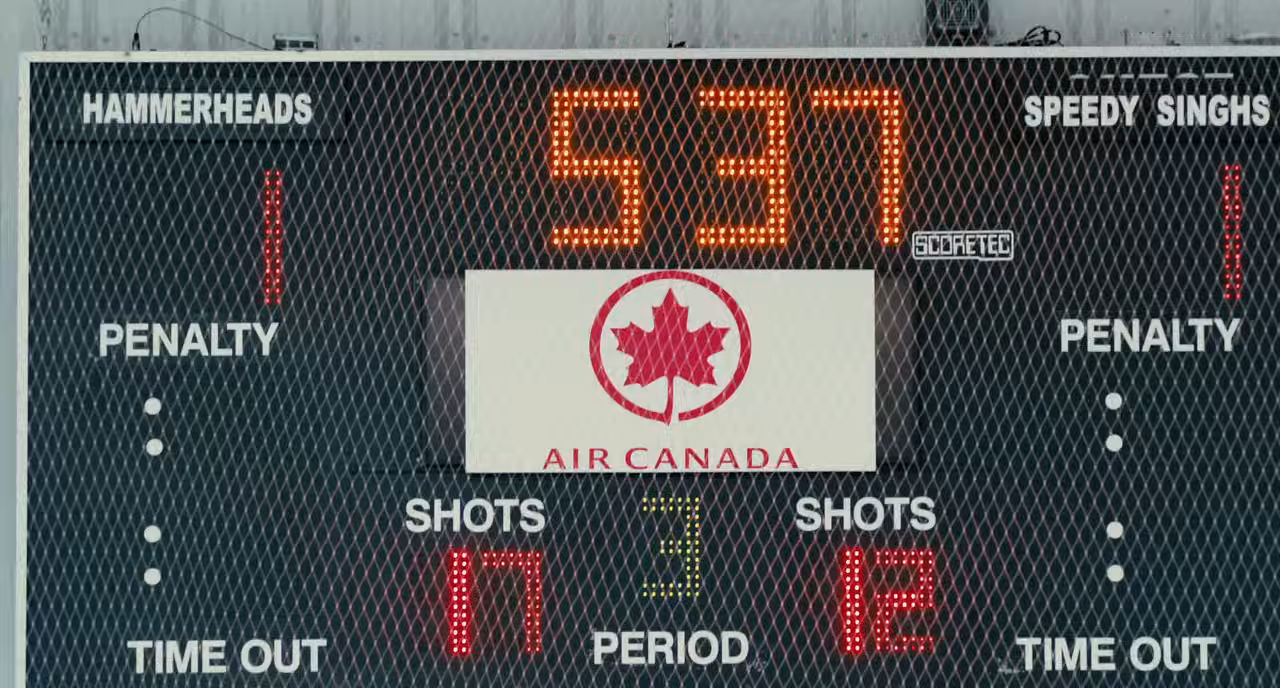 HAMMERHEADS
5 37
SPEEDY SINGHS
1
1
SCORETEC
PENALTY
PENALTY
AIR CANADA
SHOTS
3
SHOTS
17
12
TIME OUT
PERIOD
TIME OUT